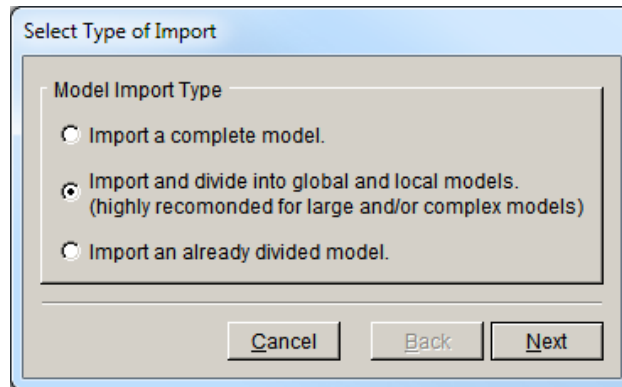 Select Type of Import
Model Import Type
Import a complete model.
Import and divide into global and local models.
(highly recomonded for large and/or complex models)
Import an already divided model.
Cancel
Back
Next